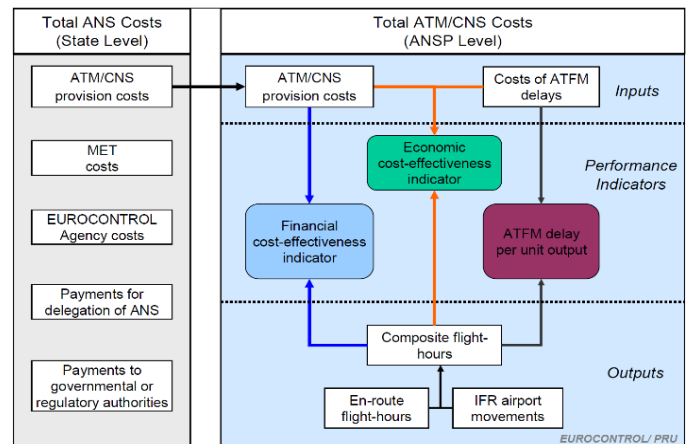 Total ANS Costs
(State Level)
ATM/CNS
provision costs
MET
costs
EUROCONTROL
Agency costs
Payments for
delegation of ANS
Payments to
governmental or
regulatory authorities
Total ATM/CNS Costs
(ANSP Level)
ATM/CNS
provision costs
Costs of ATFM
delays
Inputs
Economic
cost-effectiveness
indicator
Performance
Indicators
Financial
cost-effectiveness
indicator
ATFM delay
per unit output
Composite flight-
hours
Outputs
En-route
flight-hours
IFR airport
movements
EUROCONTROL/ PRU